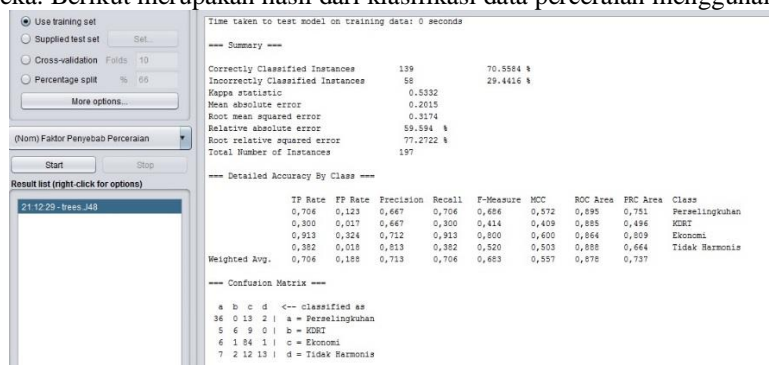 eka. Berikut merupakan hasil dari klasifikasi data perceraian menggunakan
Use training set
Supplied test set Set...
Cross-validation Folds 10
Percentage split % 66
More options...
(Nom) Faktor Penyebab Perceraian
Start Stop
Result list (right-click for options)
21:12:29 - trees.J48
Time taken to test model on training data: 0 seconds
=== Summary ===
Correctly Classified Instances 139 70.5584 %
Incorrectly Classified Instances 58 29.4416 %
Kappa statistic 0.5332
Mean absolute error 0.2015
Root mean squared error 0.3174
Relative absolute error 59.594 %
Root relative squared error 77.2722 %
Total Number of Instances 197
=== Detailed Accuracy By Class ===
TP Rate FP Rate Precision Recall F-Measure MCC ROC Area PRC Area Class
0,706 0,123 0,667 0,706 0,686 0,572 0,895 0,751 Perselingkuhan
0,300 0,017 0,667 0,300 0,414 0,409 0,885 0,496 KDRT
0,913 0,324 0,712 0,913 0,800 0,600 0,864 0,809 Ekonomi
0,382 0,018 0,813 0,382 0,520 0,503 0,888 0,664 Tidak Harmonis
Weighted Avg. 0,706 0,188 0,713 0,706 0,683 0,557 0,878 0,737
=== Confusion Matrix ===
a b c d <-- classified as
36 0 13 2 | a = Perselingkuhan
5 6 9 0 | b = KDRT
6 1 84 1 | c = Ekonomi
7 2 12 13 | d = Tidak Harmonis